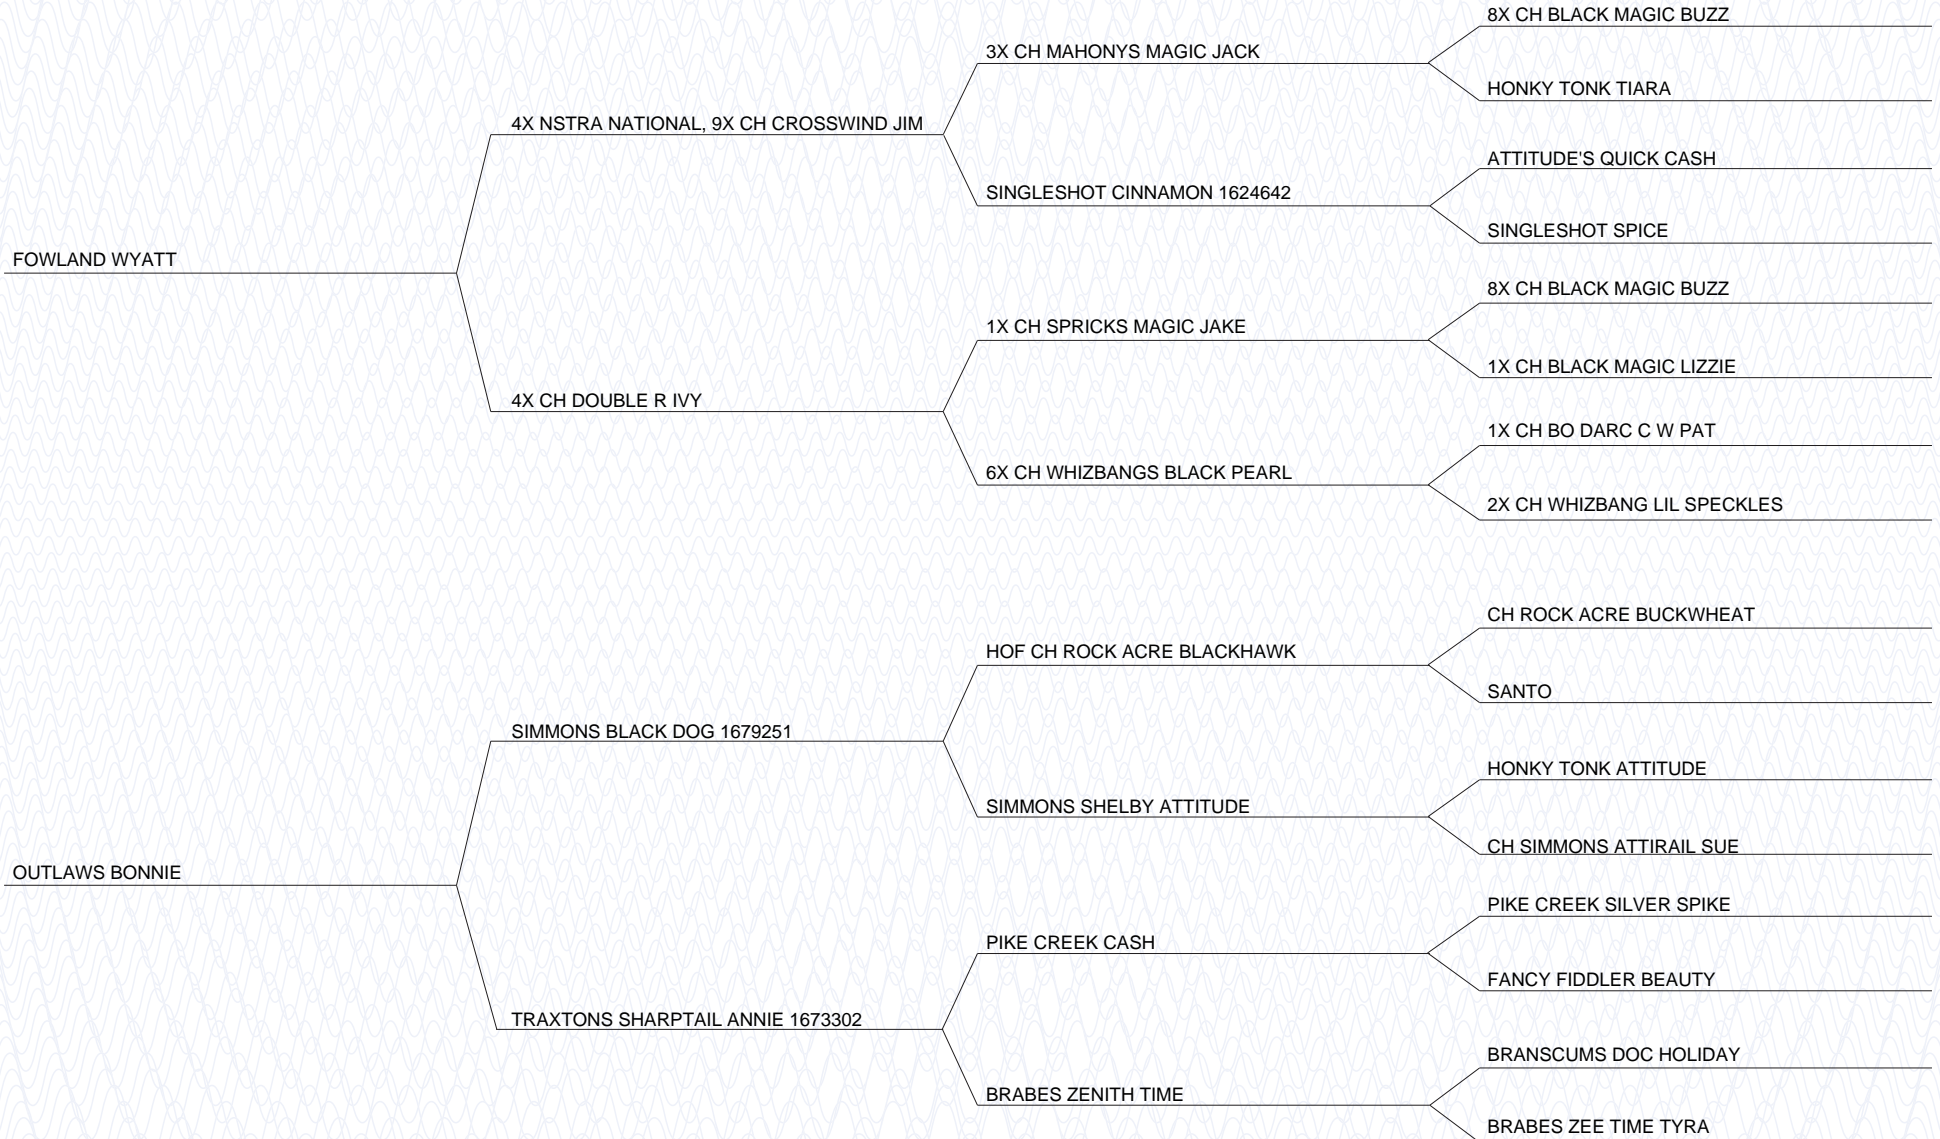 8X CH BLACK MAGIC BUZZ
3X CH MAHONYS MAGIC JACK
HONKY TONK TIARA
4X NSTRA NATIONAL, 9X CH CROSSWIND JIM
ATTITUDE'S QUICK CASH
SINGLESHOT CINNAMON 1624642
SINGLESHOT SPICE
FOWLAND WYATT
8X CH BLACK MAGIC BUZZ
1X CH SPRICKS MAGIC JAKE
1X CH BLACK MAGIC LIZZIE
4X CH DOUBLE R IVY
1X CH BO DARC C W PAT
6X CH WHIZBANGS BLACK PEARL
2X CH WHIZBANG LIL SPECKLES
CH ROCK ACRE BUCKWHEAT
HOF CH ROCK ACRE BLACKHAWK
SANTO
SIMMONS BLACK DOG 1679251
HONKY TONK ATTITUDE
SIMMONS SHELBY ATTITUDE
CH SIMMONS ATTIRAIL SUE
OUTLAWS BONNIE
PIKE CREEK SILVER SPIKE
PIKE CREEK CASH
FANCY FIDDLER BEAUTY
TRAXTONS SHARPTAIL ANNIE 1673302
BRANSCUMS DOC HOLIDAY
BRABES ZENITH TIME
BRABES ZEE TIME TYRA